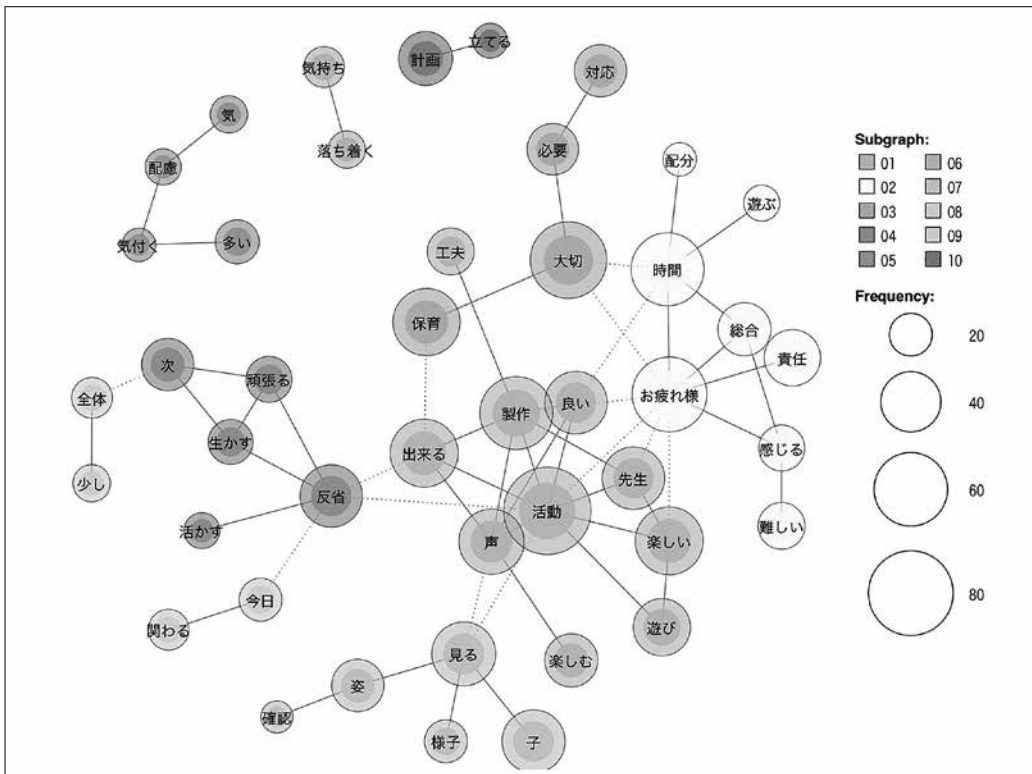 立てる
計画
気持ち
対応
気
落ち着く
必要
配分
配慮
遊ぶ
気付く
多い
工夫
大切
時間
保育
総合
責任
次
頑張る
全体
お疲れ様
製作
良い
生かす
出来る
感じる
少し
反省
先生
活動
難しい
活かす
声
楽しい
今日
関わる
遊び
見る
楽しむ
姿
確認
様子
子
Subgraph:
01 06
02 07
03 08
04 09
05 10
Frequency:
20
40
60
80